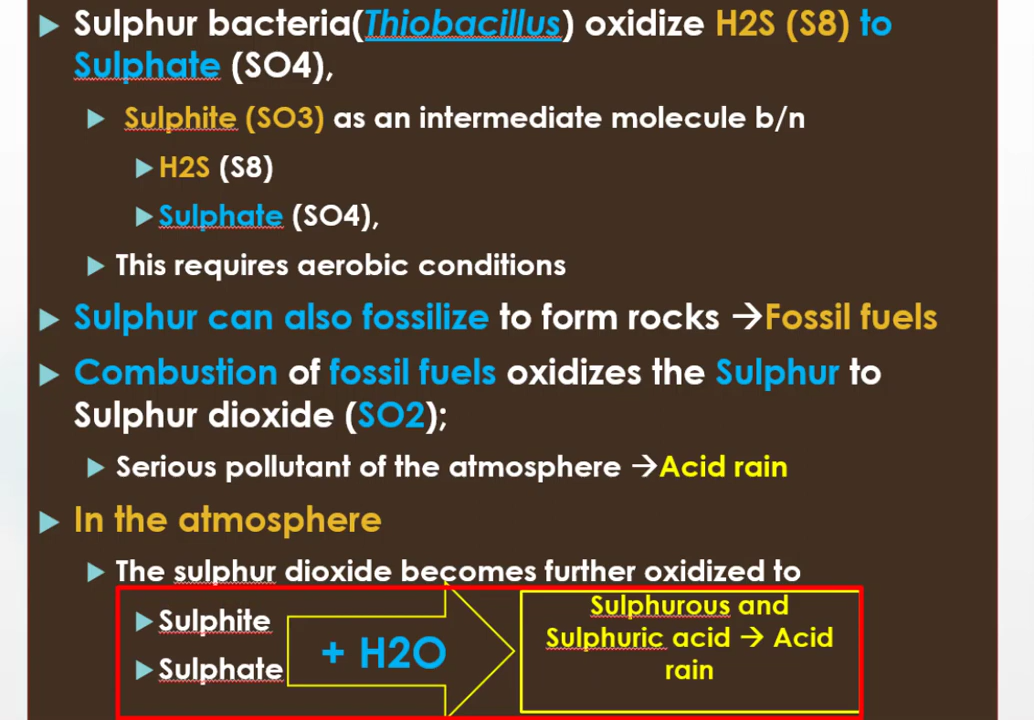 Sulphur bacteria(Thiobacillus) oxidize H2S (S8) to
Sulphate (SO4),
Sulphite (SO3) as an intermediate molecule b/n
H2S (S8)
Sulphate (SO4),
This requires aerobic conditions
Sulphur can also fossilize to form rocks →Fossil fuels
Combustion of fossil fuels oxidizes the Sulphur to
Sulphur dioxide (SO2);
Serious pollutant of the atmosphere →Acid rain
In the atmosphere
The sulphur dioxide becomes further oxidized to
Sulphite
Sulphate
+ H2O
Sulphurous and
Sulphuric acid → Acid
rain